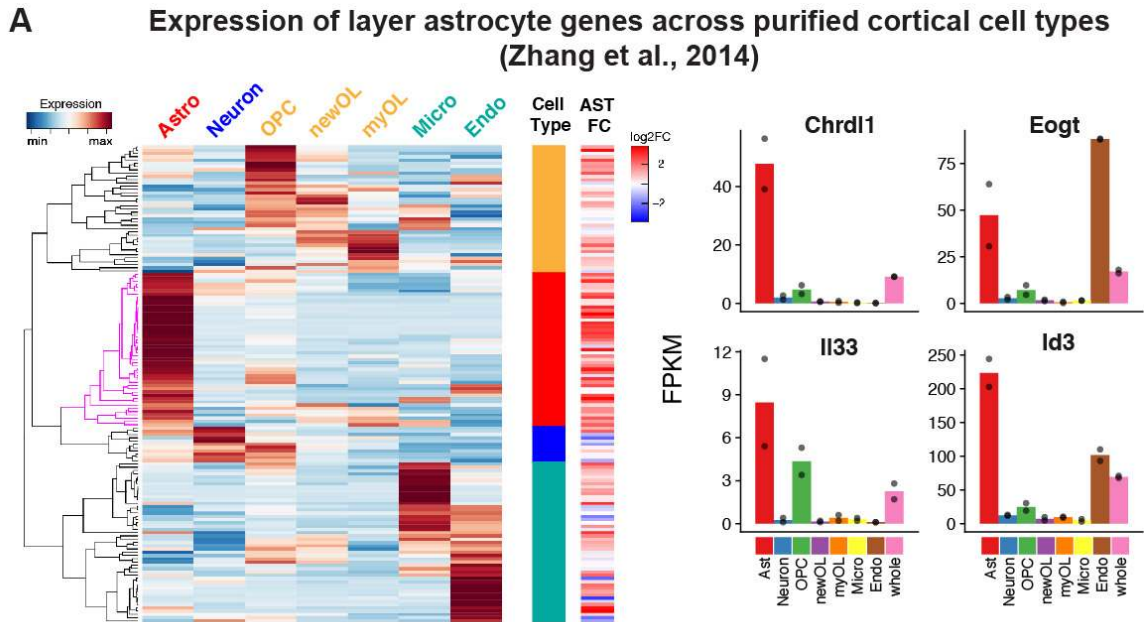 A
Expression of layer astrocyte genes across purified cortical cell types
(Zhang et al., 2014)
Expression
min max
Astro
Neuron
OPC
newOL
myOL
Micro
Endo
Cell
Type
AST
FC
log2FC
2
-2
Chrdl1
40
20
0
Eogt
75
50
25
0
FPKM
Il33
12
9
6
3
0
Id3
250
200
150
100
50
0
Ast
Neuron
OPC
newOL
myOL
Micro
Endo
whole
Ast
Neuron
OPC
newOL
myOL
Micro
Endo
whole